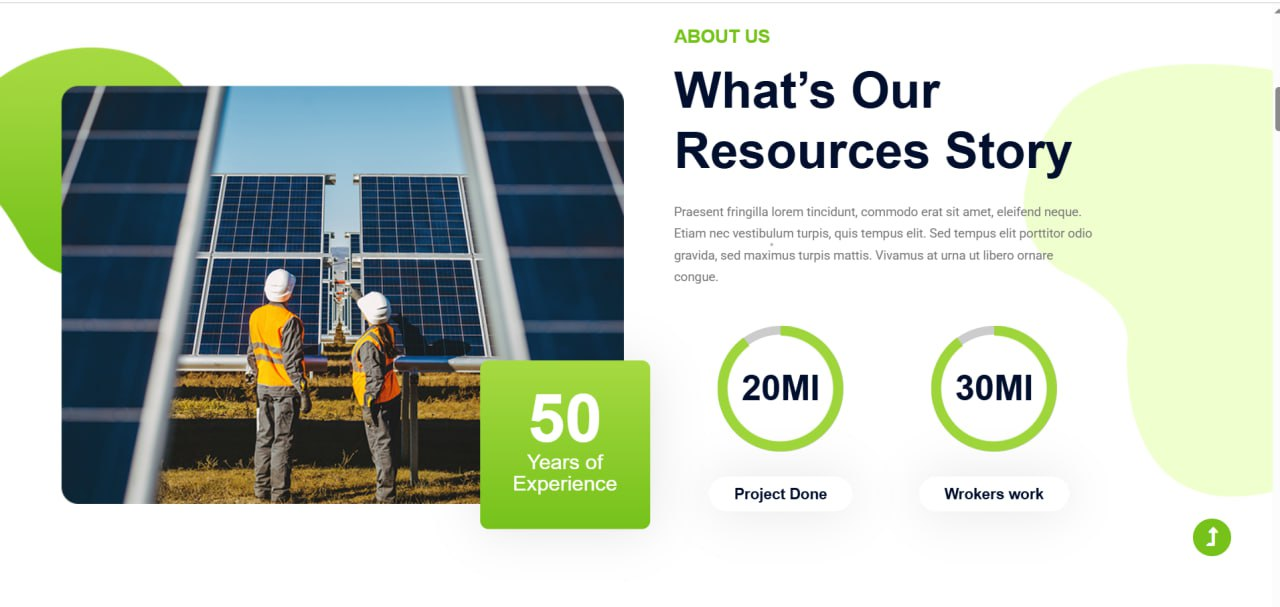 ABOUT US
What’s Our
Resources Story
Praesent fringilla lorem tincidunt, commodo erat sit amet, eleifend neque.
Etiam nec vestibulum turpis, quis tempus elit. Sed tempus elit porttitor odio
gravida, sed maximus turpis mattis. Vivamus at urna ut libero ornare
congue.
20MI
30MI
Project Done
Wrokers work
50
Years of
Experience